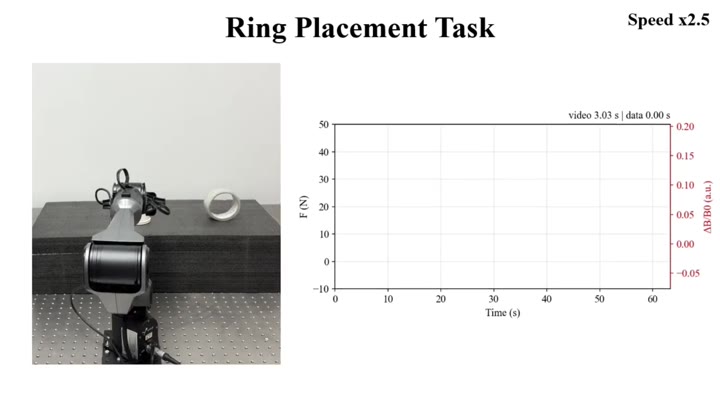 Ring Placement Task
Speed x2.5
video 3.03 s | data 0.00 s
50
40
30
20
10
0
−10
F (N)
0 10 20 30 40 50 60
Time (s)
0.20
0.15
0.10
0.05
0.00
−0.05
ΔB/B0 (a.u.)